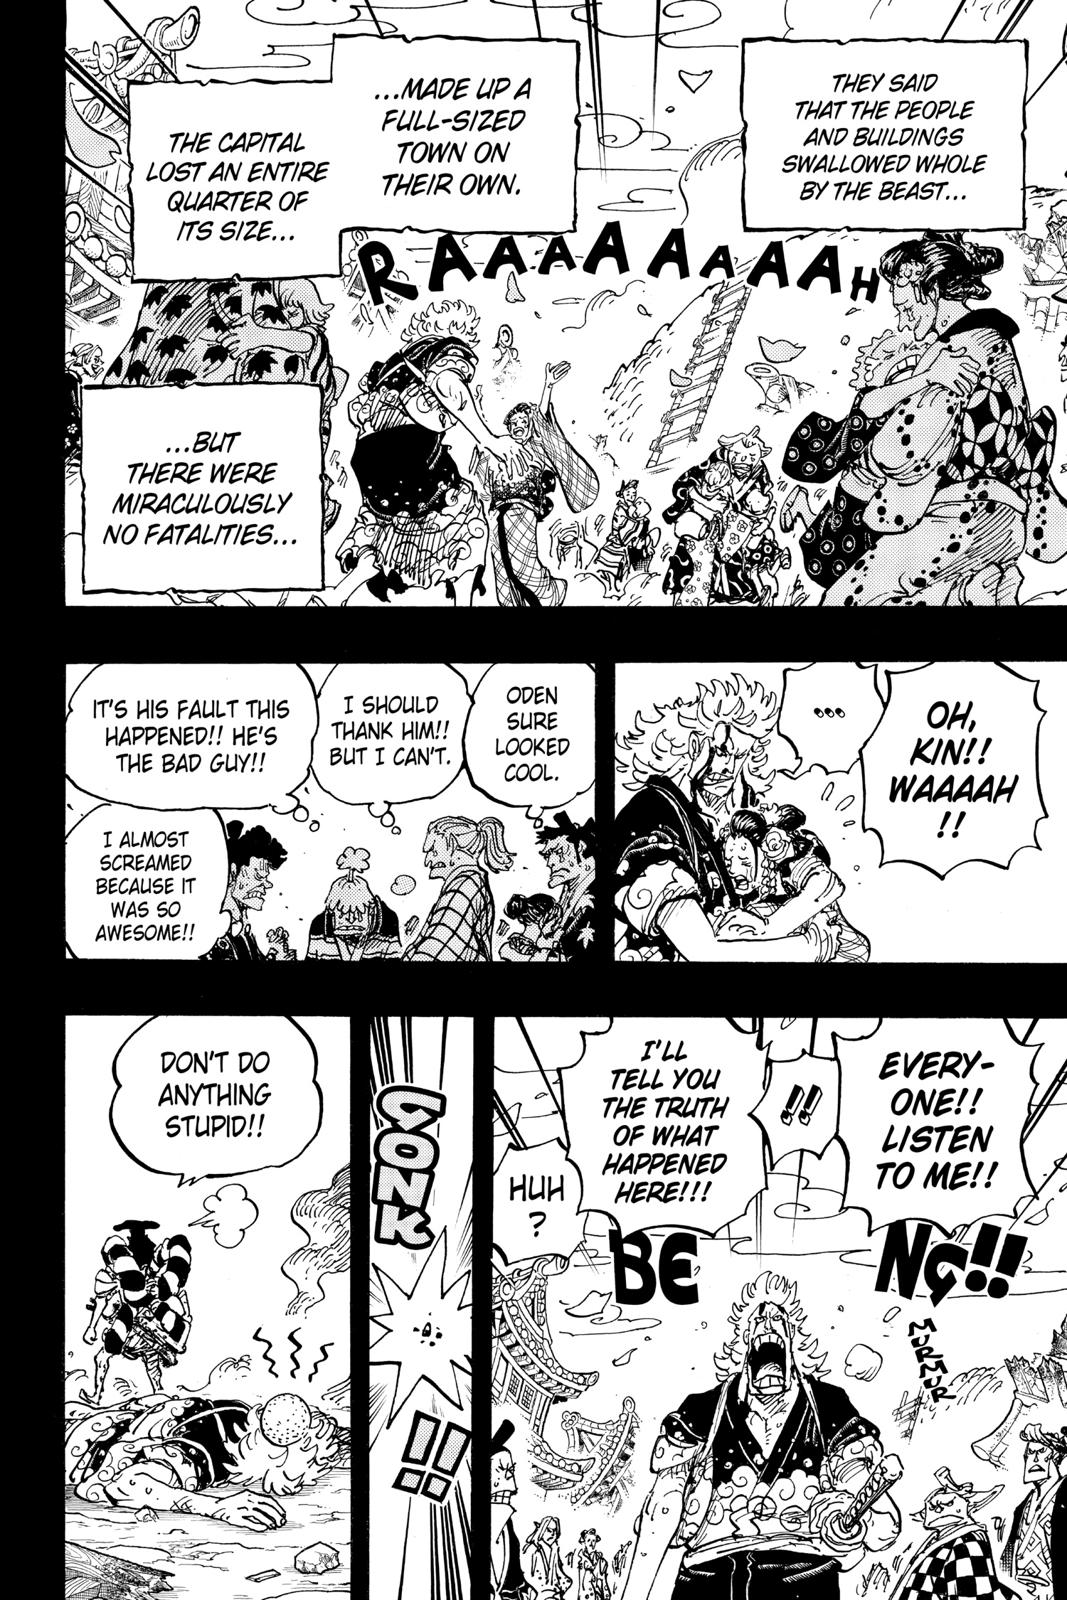 THEY SAID
THAT THE PEOPLE
AND BUILDINGS
SWALLOWED WHOLE
BY THE BEAST...
...MADE UP A
FULL-SIZED
TOWN ON
THEIR OWN.
THE CAPITAL
LOST AN ENTIRE
QUARTER OF
ITS SIZE...
RAAAAAAAAAH
...BUT
THERE WERE
MIRACULOUSLY
NO FATALITIES...
OH,
KIN!!
WAAAAH
!!
...
ODEN
SURE
LOOKED
COOL.
I SHOULD
THANK HIM!!
BUT I CAN'T.
IT'S HIS FAULT THIS
HAPPENED!! HE'S
THE BAD GUY!!
I ALMOST
SCREAMED
BECAUSE IT
WAS SO
AWESOME!!
EVERY-
ONE!!
LISTEN
TO ME!!
!!
I'LL
TELL YOU
THE TRUTH
OF WHAT
HAPPENED
HERE!!!
HUH
?
BENG!!
MURMUR
GONK
!!
DON'T DO
ANYTHING
STUPID!!